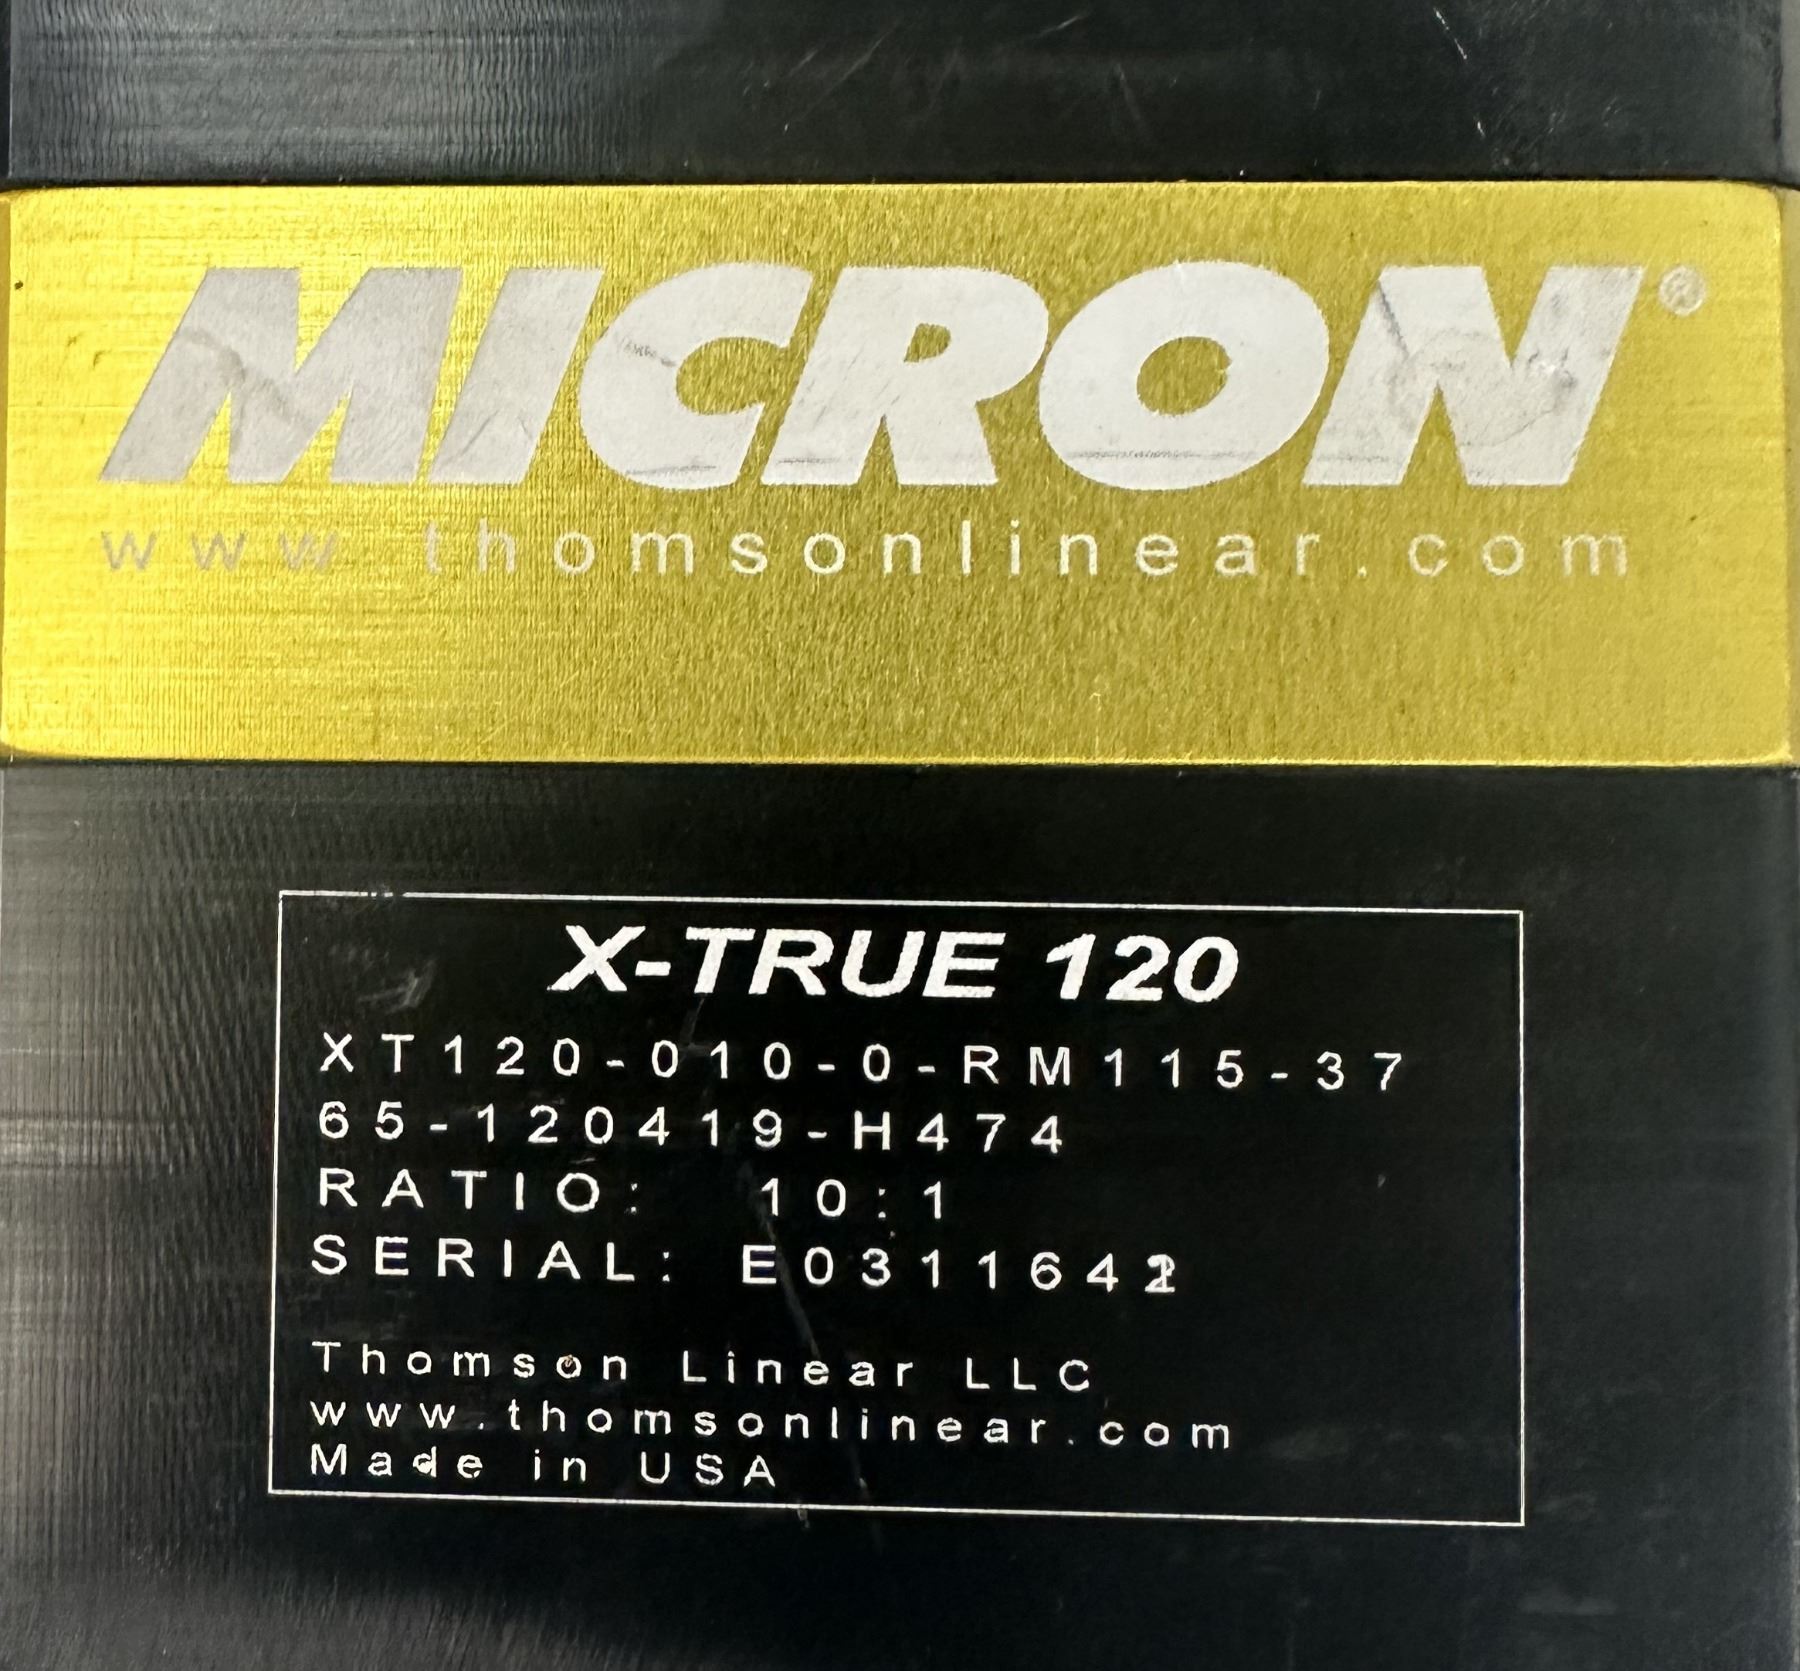 MICRON®
www.thomsonlinear.com
X-TRUE 120
XT120-010-0-RM115-37
65-120419-H474
RATIO: 10:1
SERIAL:
Thomson Linear LLC
www.thomsonlinear.com
Made in USA